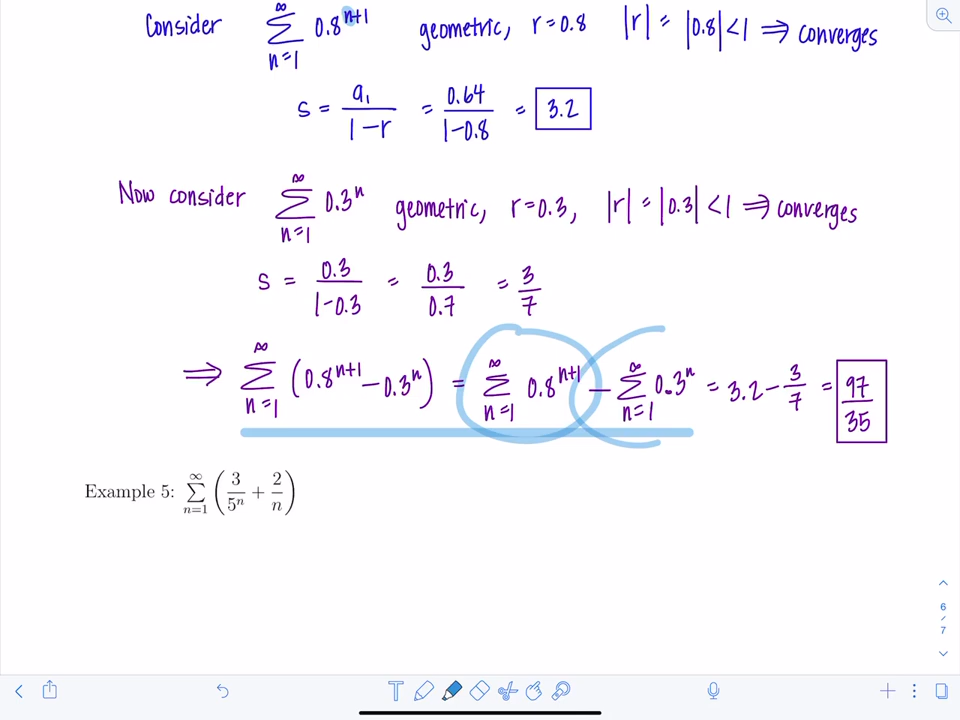 Consider ∞∑n=1 0.8^(n+1) geometric, r = 0.8 |r| = |0.8| < 1 ⟹ converges
s = a₁/(1-r) = 0.64/(1-0.8) = 3.2
Now consider ∞∑n=1 0.3^n geometric, r = 0.3, |r| = |0.3| < 1 ⟹ converges
s = 0.3/(1-0.3) = 0.3/0.7 = 3/7
⟹ ∞∑n=1 (0.8^(n+1) - 0.3^n) = ∞∑n=1 0.8^(n+1) - ∞∑n=1 0.3^n = 3.2 - 3/7 = 97/35
Example 5: ∞∑n=1 (3/5^n + 2/n)
6
/
7
T